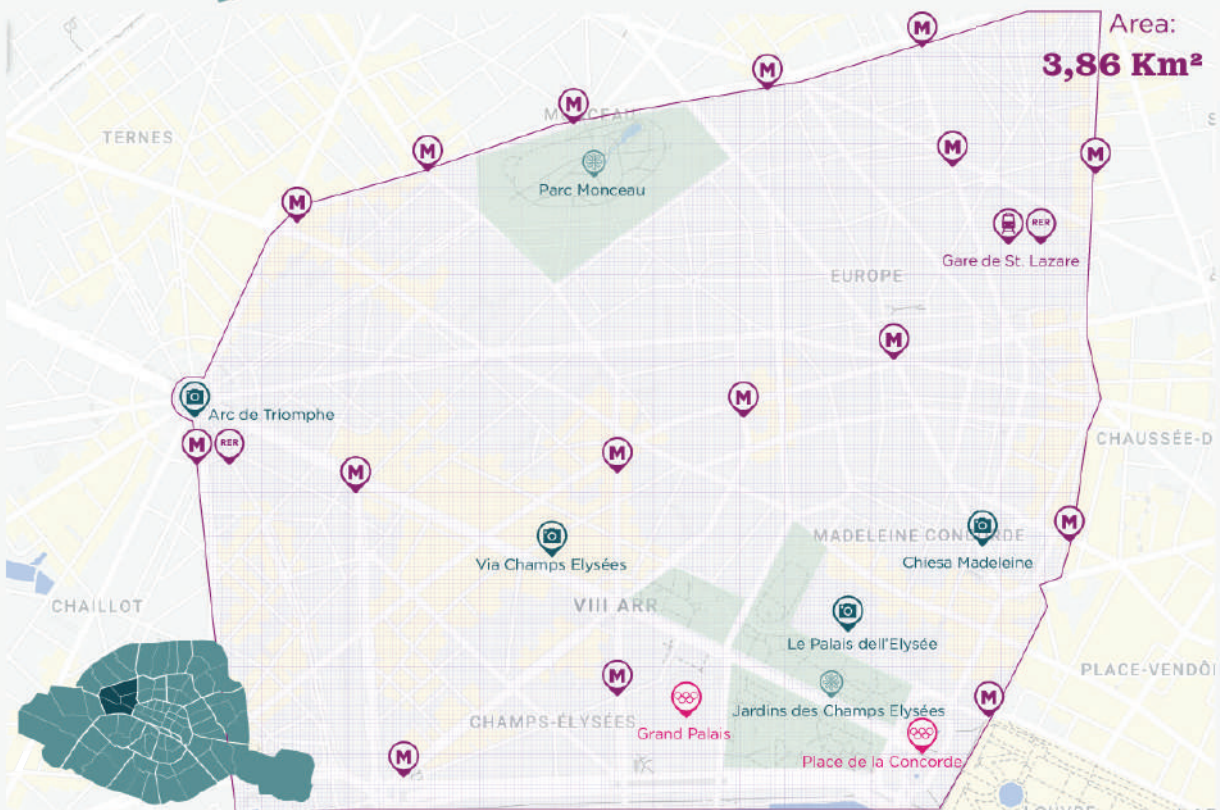 Area:
3,86 Km²
M
M
M
MONCEAU
TERNES
M
M
M
Parc Monceau
M
RER
Gare de St. Lazare
EUROPE
M
Arc de Triomphe
M
M
RER
CHAUSSÉE-D
M
M
MADELEINE CONCORDE
M
Via Champs Elysées
Chiesa Madeleine
CHAILLOT
VIII ARR
Le Palais dell'Elysée
PLACE-VENDÔ
M
M
Jardins des Champs Elysées
CHAMPS-ÉLYSÉES
Grand Palais
Place de la Concorde
M